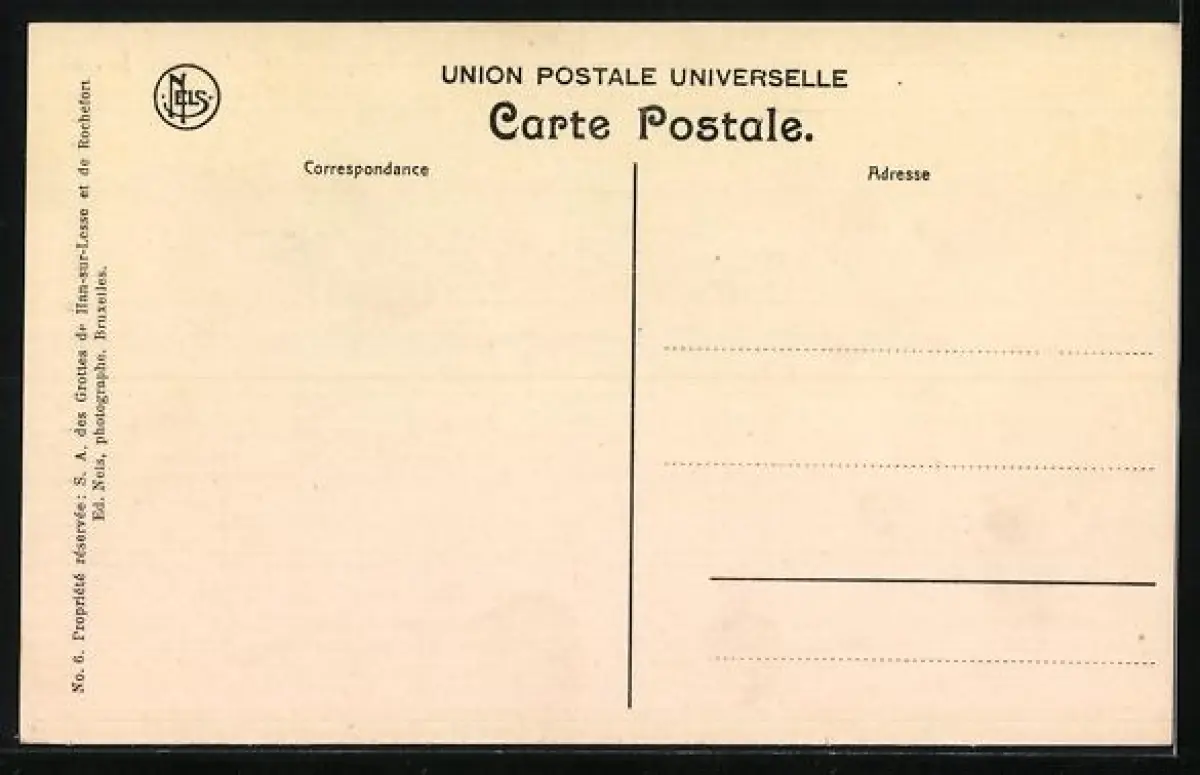 NELS
UNION POSTALE UNIVERSELLE
Carte Postale.
Correspondance
Adresse
No. 6. Propriété réservée: S. A. des Grottes de Han-sur-Lesse et de Rochefort
Ed. Nels, photographe, Bruxelles.